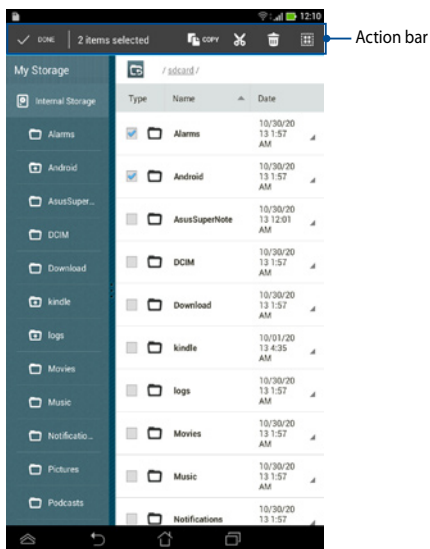 12:10
DONE 2 items selected COPY
Action bar
My Storage
Internal Storage
Alarms
Android
AsusSuper...
DCIM
Download
kindle
logs
Movies
Music
Notificatio...
Pictures
Podcasts
/ sdcard /
Type Name Date
Alarms
10/30/20
13 1:57
AM
Android
10/30/20
13 1:57
AM
AsusSuperNote
10/30/20
13 12:01
AM
DCIM
10/30/20
13 1:57
AM
Download
10/30/20
13 1:57
AM
kindle
10/01/20
13 4:35
AM
logs
10/30/20
13 1:57
AM
Movies
10/30/20
13 1:57
AM
Music
10/30/20
13 1:57
AM
Notifications
10/30/20
13 1:57